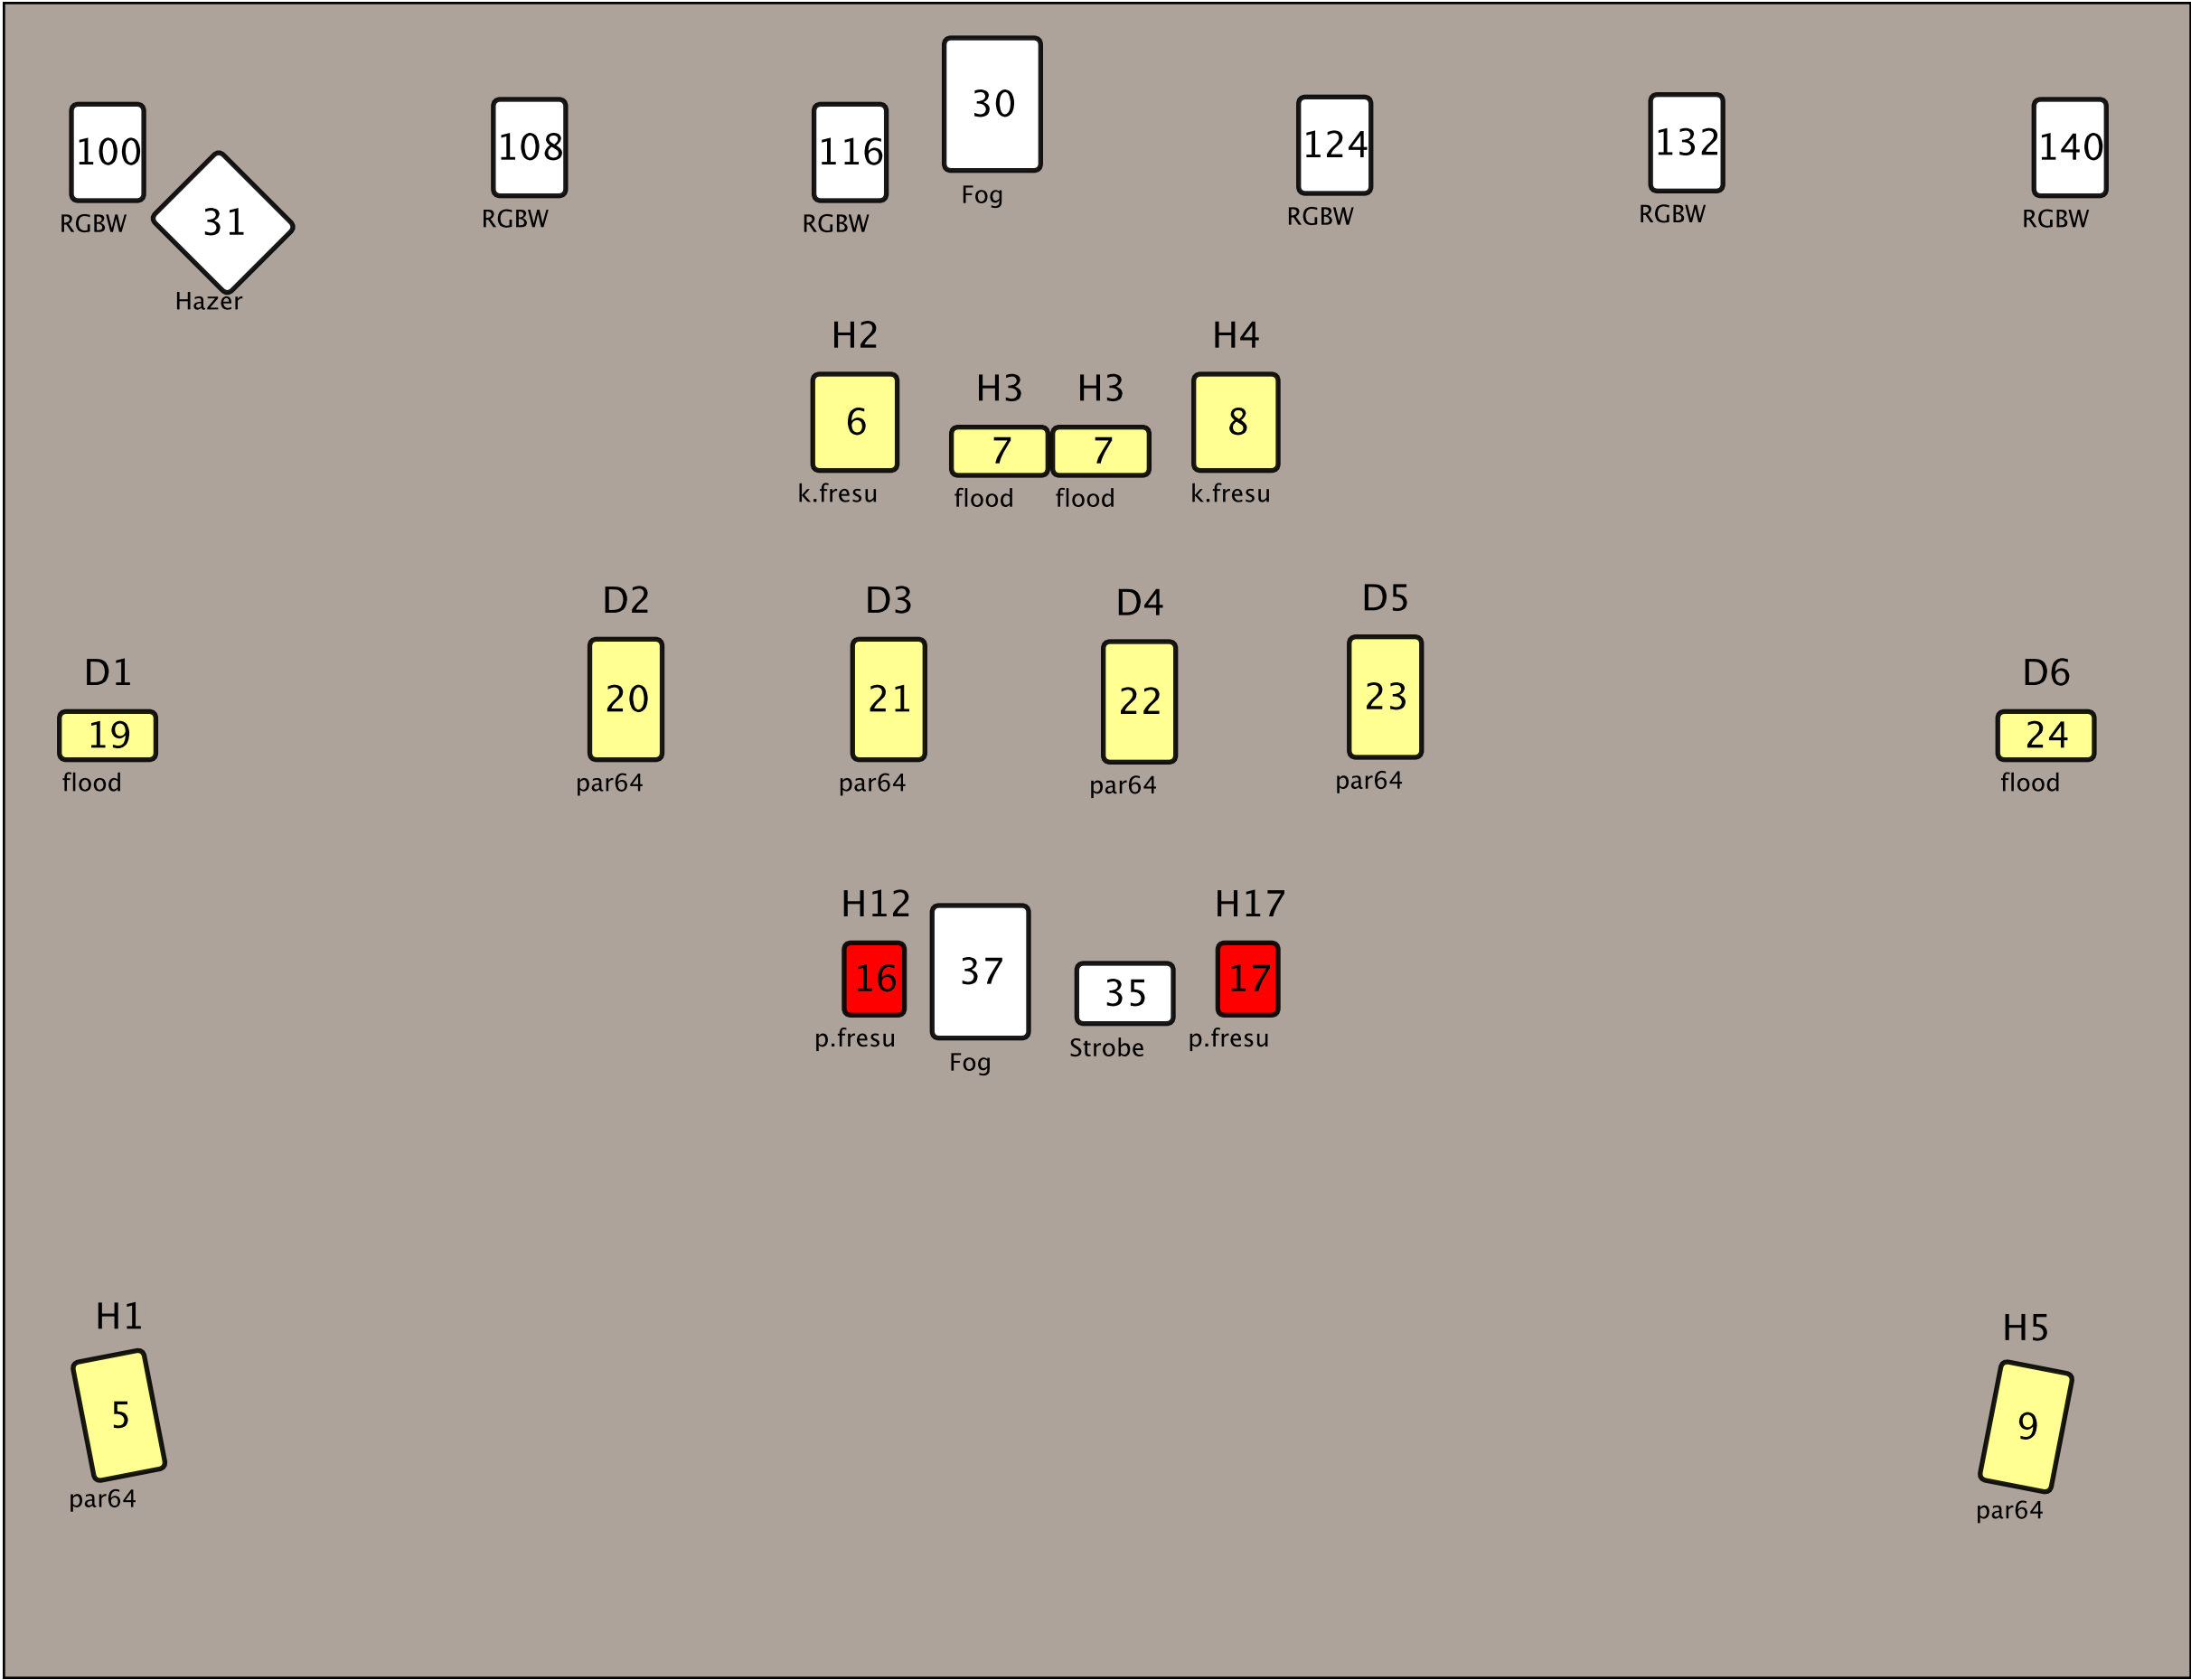 30
Fog
100
RGBW
31
Hazer
108
RGBW
116
RGBW
124
RGBW
132
RGBW
140
RGBW
H2
6
k.fresu
H3
7
flood
H3
7
flood
H4
8
k.fresu
D1
19
flood
D2
20
par64
D3
21
par64
D4
22
par64
D5
23
par64
D6
24
flood
H12
16
p.fresu
37
Fog
35
Strobe
H17
17
p.fresu
H1
5
par64
H5
9
par64